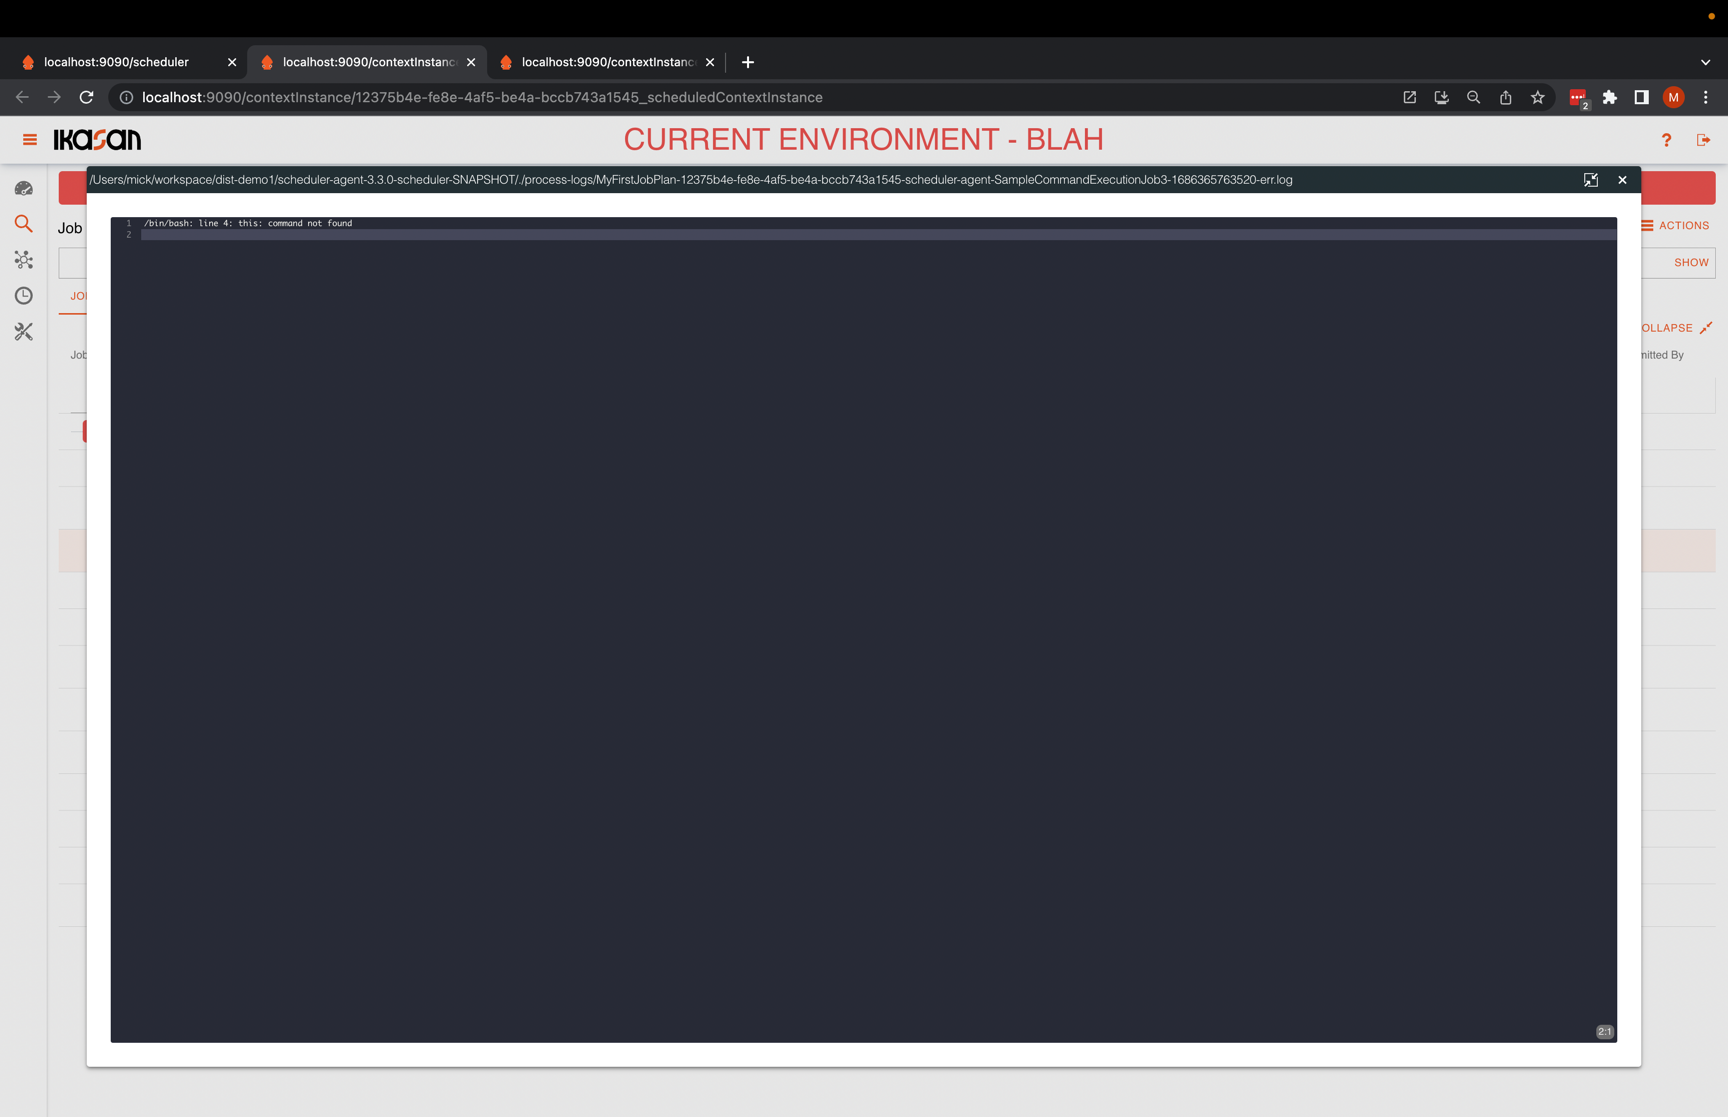 localhost:9090/scheduler
localhost:9090/contextInstanc
localhost:9090/contextInstanc
localhost:9090/contextInstance/12375b4e-fe8e-4af5-be4a-bccb743a1545_scheduledContextInstance
2
M
IKASAN
CURRENT ENVIRONMENT - BLAH
?
/Users/mick/workspace/dist-demo1/scheduler-agent-3.3.0-scheduler-SNAPSHOT/./process-logs/MyFirstJobPlan-12375b4e-fe8e-4af5-be4a-bccb743a1545-scheduler-agent-SampleCommandExecutionJob3-1686365763520-err.log
Job
ACTIONS
1 /bin/bash: line 4: this: command not found
2
SHOW
JO
OLLAPSE
Job
mitted By
2:1